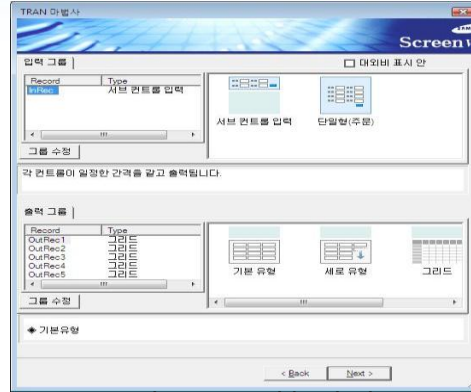 TRAN 마법사
SAM
Screen W
입력 그룹
대외비 표시 안
Record Type
InRec 서브 컨트롤 입력
서브 컨트롤 입력 단일형(주문)
그룹 수정
각 컨트롤이 일정한 간격을 갖고 출력됩니다.
출력 그룹
Record Type
OutRec1 그리드
OutRec2 그리드
OutRec3 그리드
OutRec4 그리드
OutRec5 그리드
기본 유형 세로 유형 그리드
그룹 수정
◈ 기본유형
< Back Next >